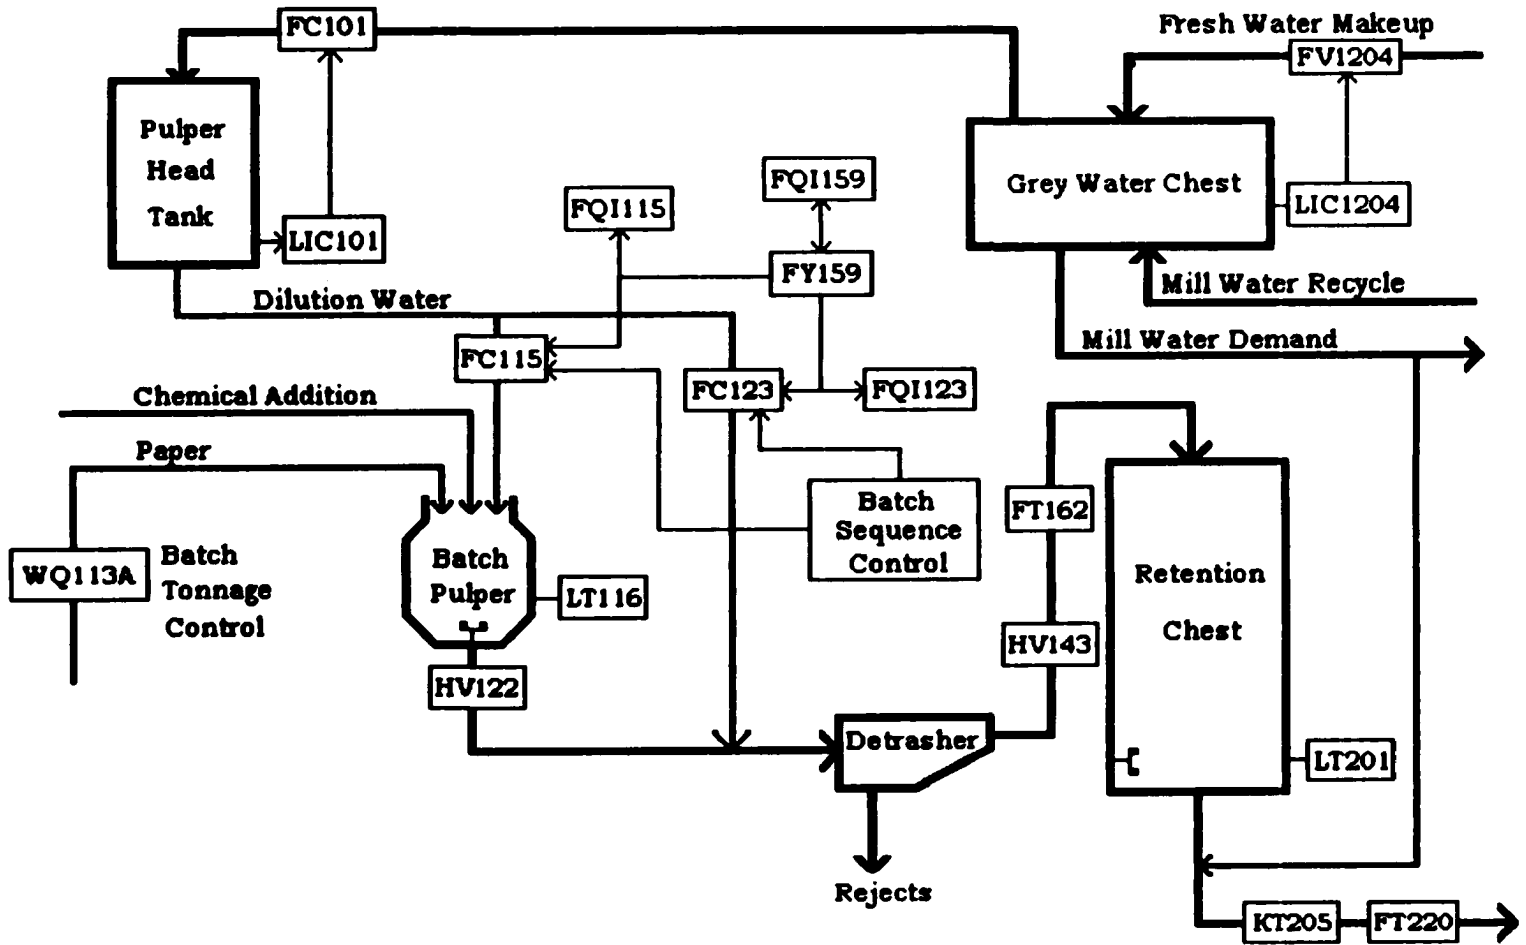 FC101
Fresh Water Makeup
FV1204
Pulper
Head
Tank
LIC101
FQI115
FQI159
FY159
Grey Water Chest
LIC1204
Mill Water Recycle
Mill Water Demand
Dilution Water
FC115
FC123
FQI123
Chemical Addition
Paper
WQ113A
Batch
Tonnage
Control
Batch
Pulper
LT116
HV122
Batch
Sequence
Control
FT162
HV143
Retention
Chest
LT201
Detrasher
Rejects
KT205
FT220